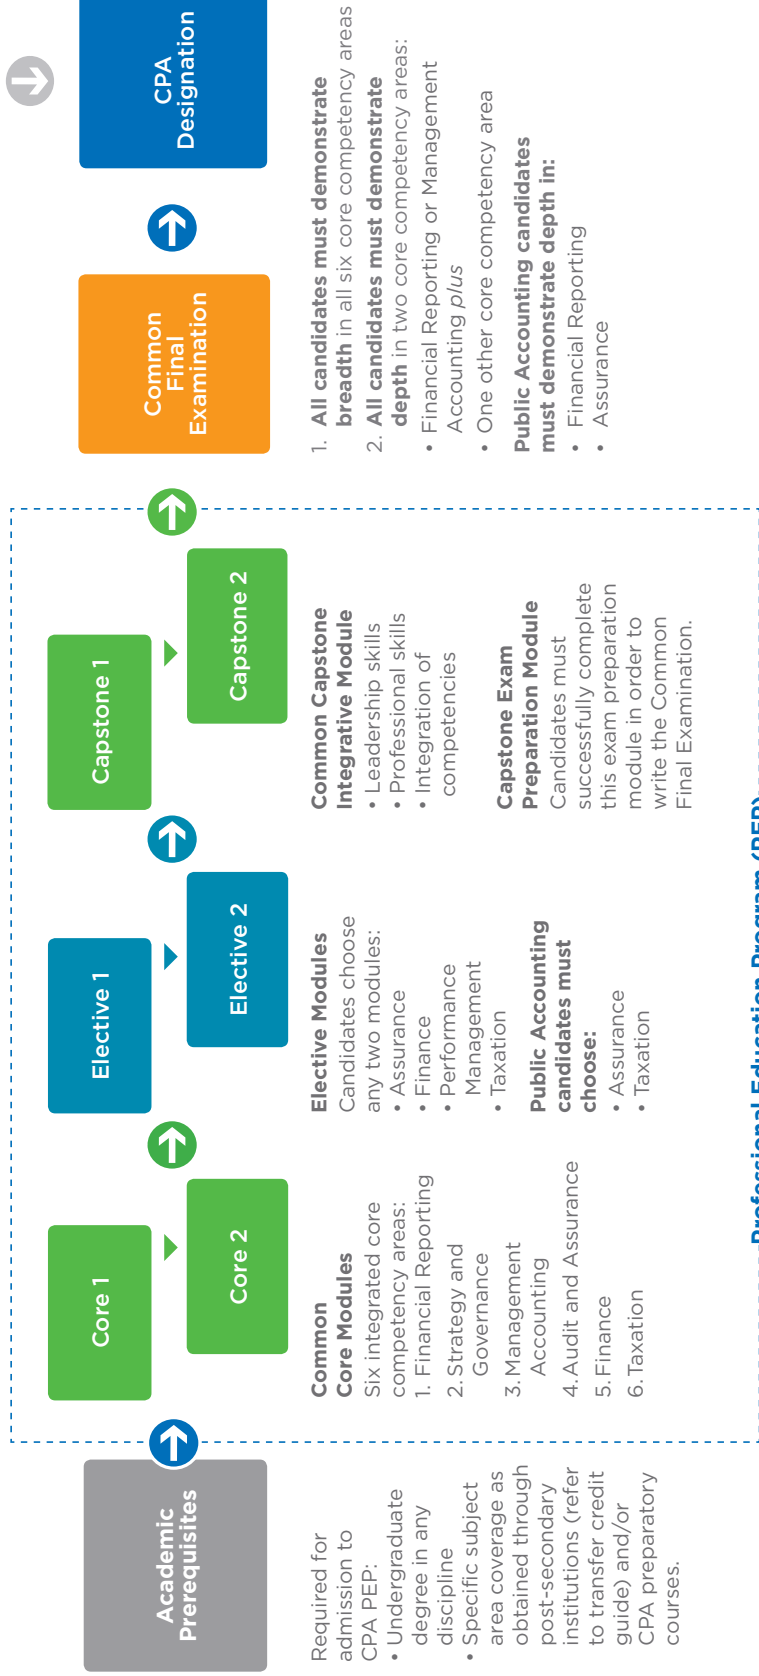 Academic
Prerequisites
Required for
admission to
CPA PEP:
• Undergraduate
degree in any
discipline
• Specific subject
area coverage as
obtained through
post-secondary
institutions (refer
to transfer credit
guide) and/or
CPA preparatory
courses.
Core 1
Core 2
Common
Core Modules
Six integrated core
competency areas:
1. Financial Reporting
2. Strategy and
Governance
3. Management
Accounting
4. Audit and Assurance
5. Finance
6. Taxation
Elective 1
Elective 2
Elective Modules
Candidates choose
any two modules:
• Assurance
• Finance
• Performance
Management
• Taxation
Public Accounting
candidates must
choose:
• Assurance
• Taxation
Capstone 1
Capstone 2
Common Capstone
Integrative Module
• Leadership skills
• Professional skills
• Integration of
competencies
Capstone Exam
Preparation Module
Candidates must
successfully complete
this exam preparation
module in order to
write the Common
Final Examination.
Professional Education Program (PEP)
Common
Final
Examination
CPA
Designation
1. All candidates must demonstrate
breadth in all six core competency areas
2. All candidates must demonstrate
depth in two core competency areas:
• Financial Reporting or Management
Accounting plus
• One other core competency area
Public Accounting candidates
must demonstrate depth in:
• Financial Reporting
• Assurance